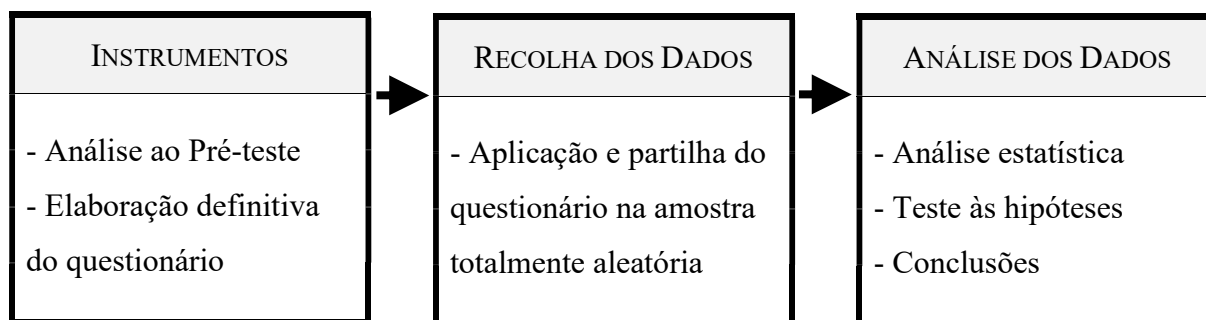 INSTRUMENTOS
- Análise ao Pré-teste
- Elaboração definitiva
do questionário
RECOLHA DOS DADOS
- Aplicação e partilha do
questionário na amostra
totalmente aleatória
ANÁLISE DOS DADOS
- Análise estatística
- Teste às hipóteses
- Conclusões